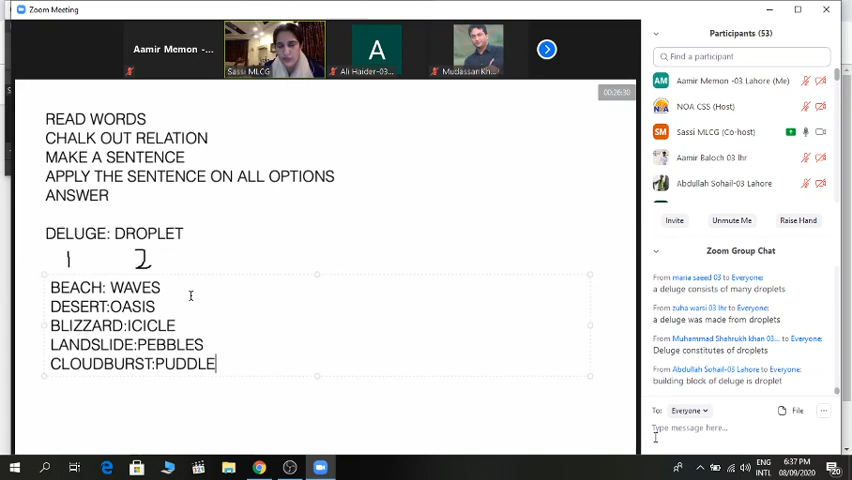 Zoom Meeting
Aamir Memon -...
Sassi MLCG
A
Ali Haider-03...
Mudassan Kh...
00:26:30
READ WORDS
CHALK OUT RELATION
MAKE A SENTENCE
APPLY THE SENTENCE ON ALL OPTIONS
ANSWER
DELUGE: DROPLET
1 2
BEACH: WAVES
DESERT:OASIS
BLIZZARD:ICICLE
LANDSLIDE:PEBBLES
CLOUDBURST:PUDDLE
Participants (53)
Find a participant
AM Aamir Memon -03 Lahore (Me)
NOA CSS (Host)
SM Sassi MLCG (Co-host)
Aamir Baloch 03 lhr
Abdullah Sohail-03 Lahore
Invite Unmute Me Raise Hand
Zoom Group Chat
From maria saeed 03 to Everyone:
a deluge consists of many droplets
From zuha warsi 03 to Everyone:
a deluge was made from droplets
From Muhammad Shahrukh khan 03... to Everyone:
Deluge constitutes of droplets
From Abdullah Sohail-03 Lahore to Everyone:
building block of deluge is droplet
To: Everyone File ...
Type message here...
ENG
INTL
6:37 PM
08/09/2020
20